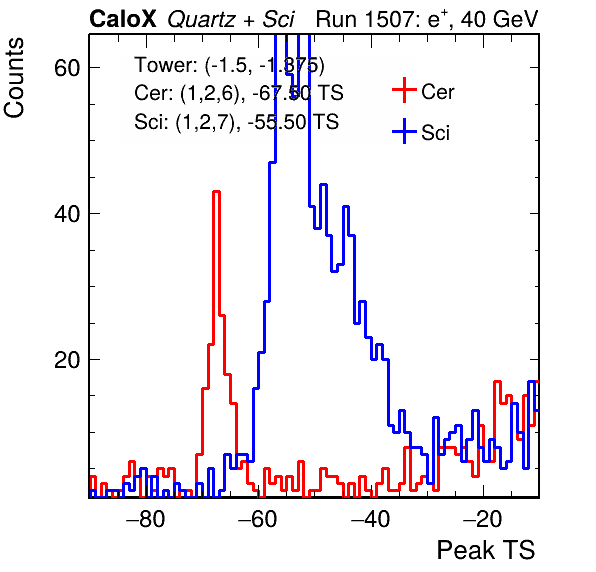 CaloX Quartz + Sci Run 1507: e⁺, 40 GeV
Counts
Tower: (-1.5, -1.375)
Cer: (1,2,6), -67.50 TS
Sci: (1,2,7), -55.50 TS
Cer
Sci
60
40
20
−80 −60 −40 −20
Peak TS